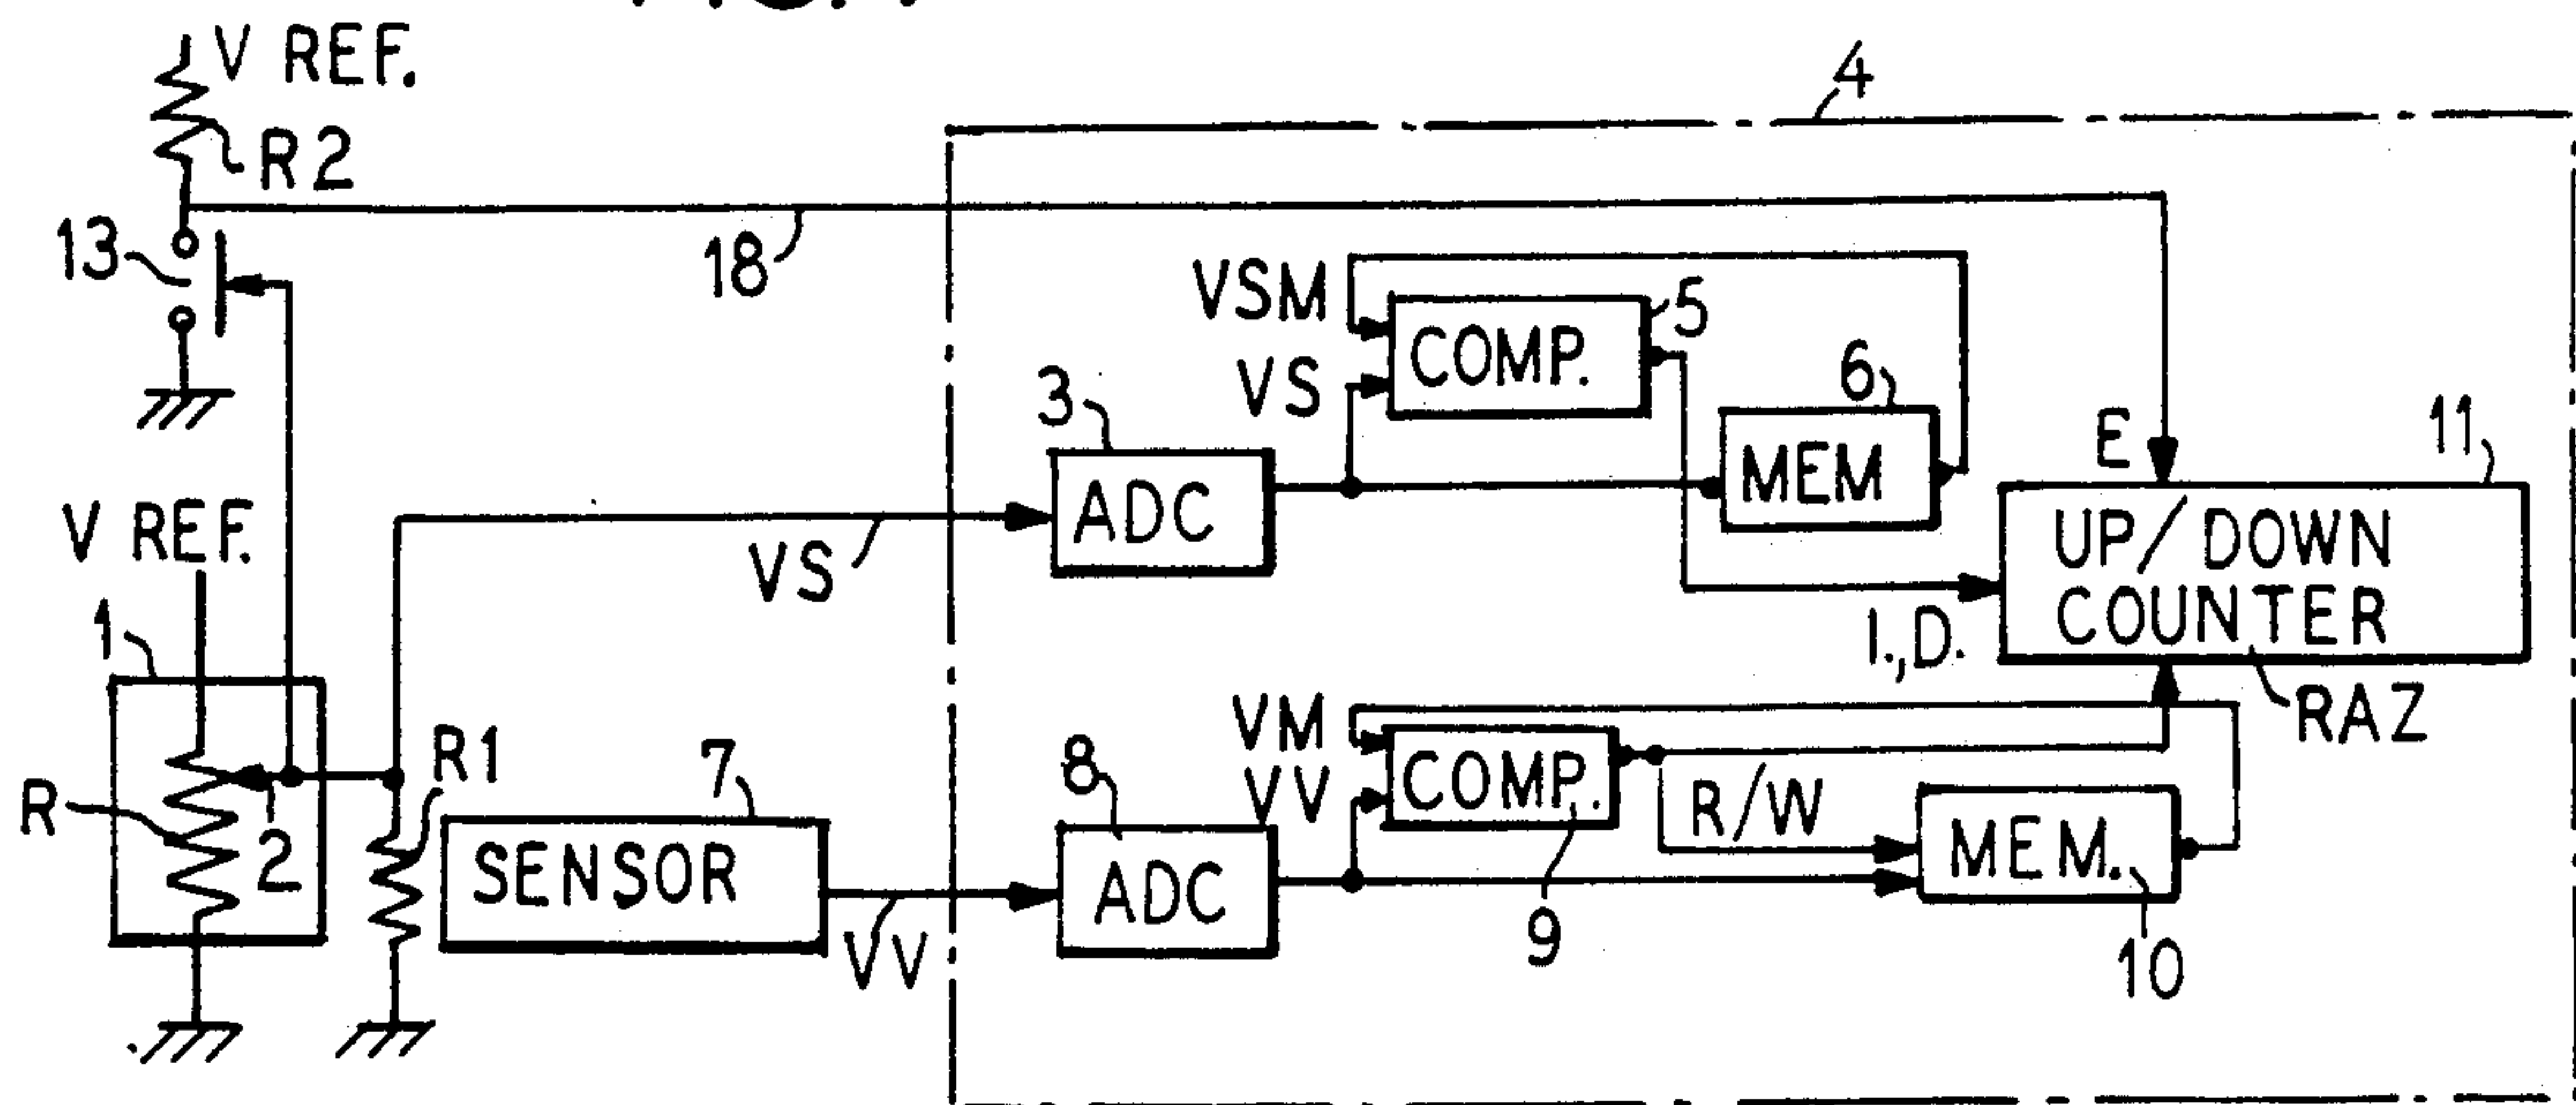 V REF.
R2
4
13
18
VSM
5
COMP.
VS
6
3
MEM
E
11
ADC
UP/DOWN
COUNTER
V REF.
VS
I.,D.
1
RAZ
R1
VM
7
8
VV
COMP.
R/W
R
2
SENSOR
ADC
MEM.
VV
9
10